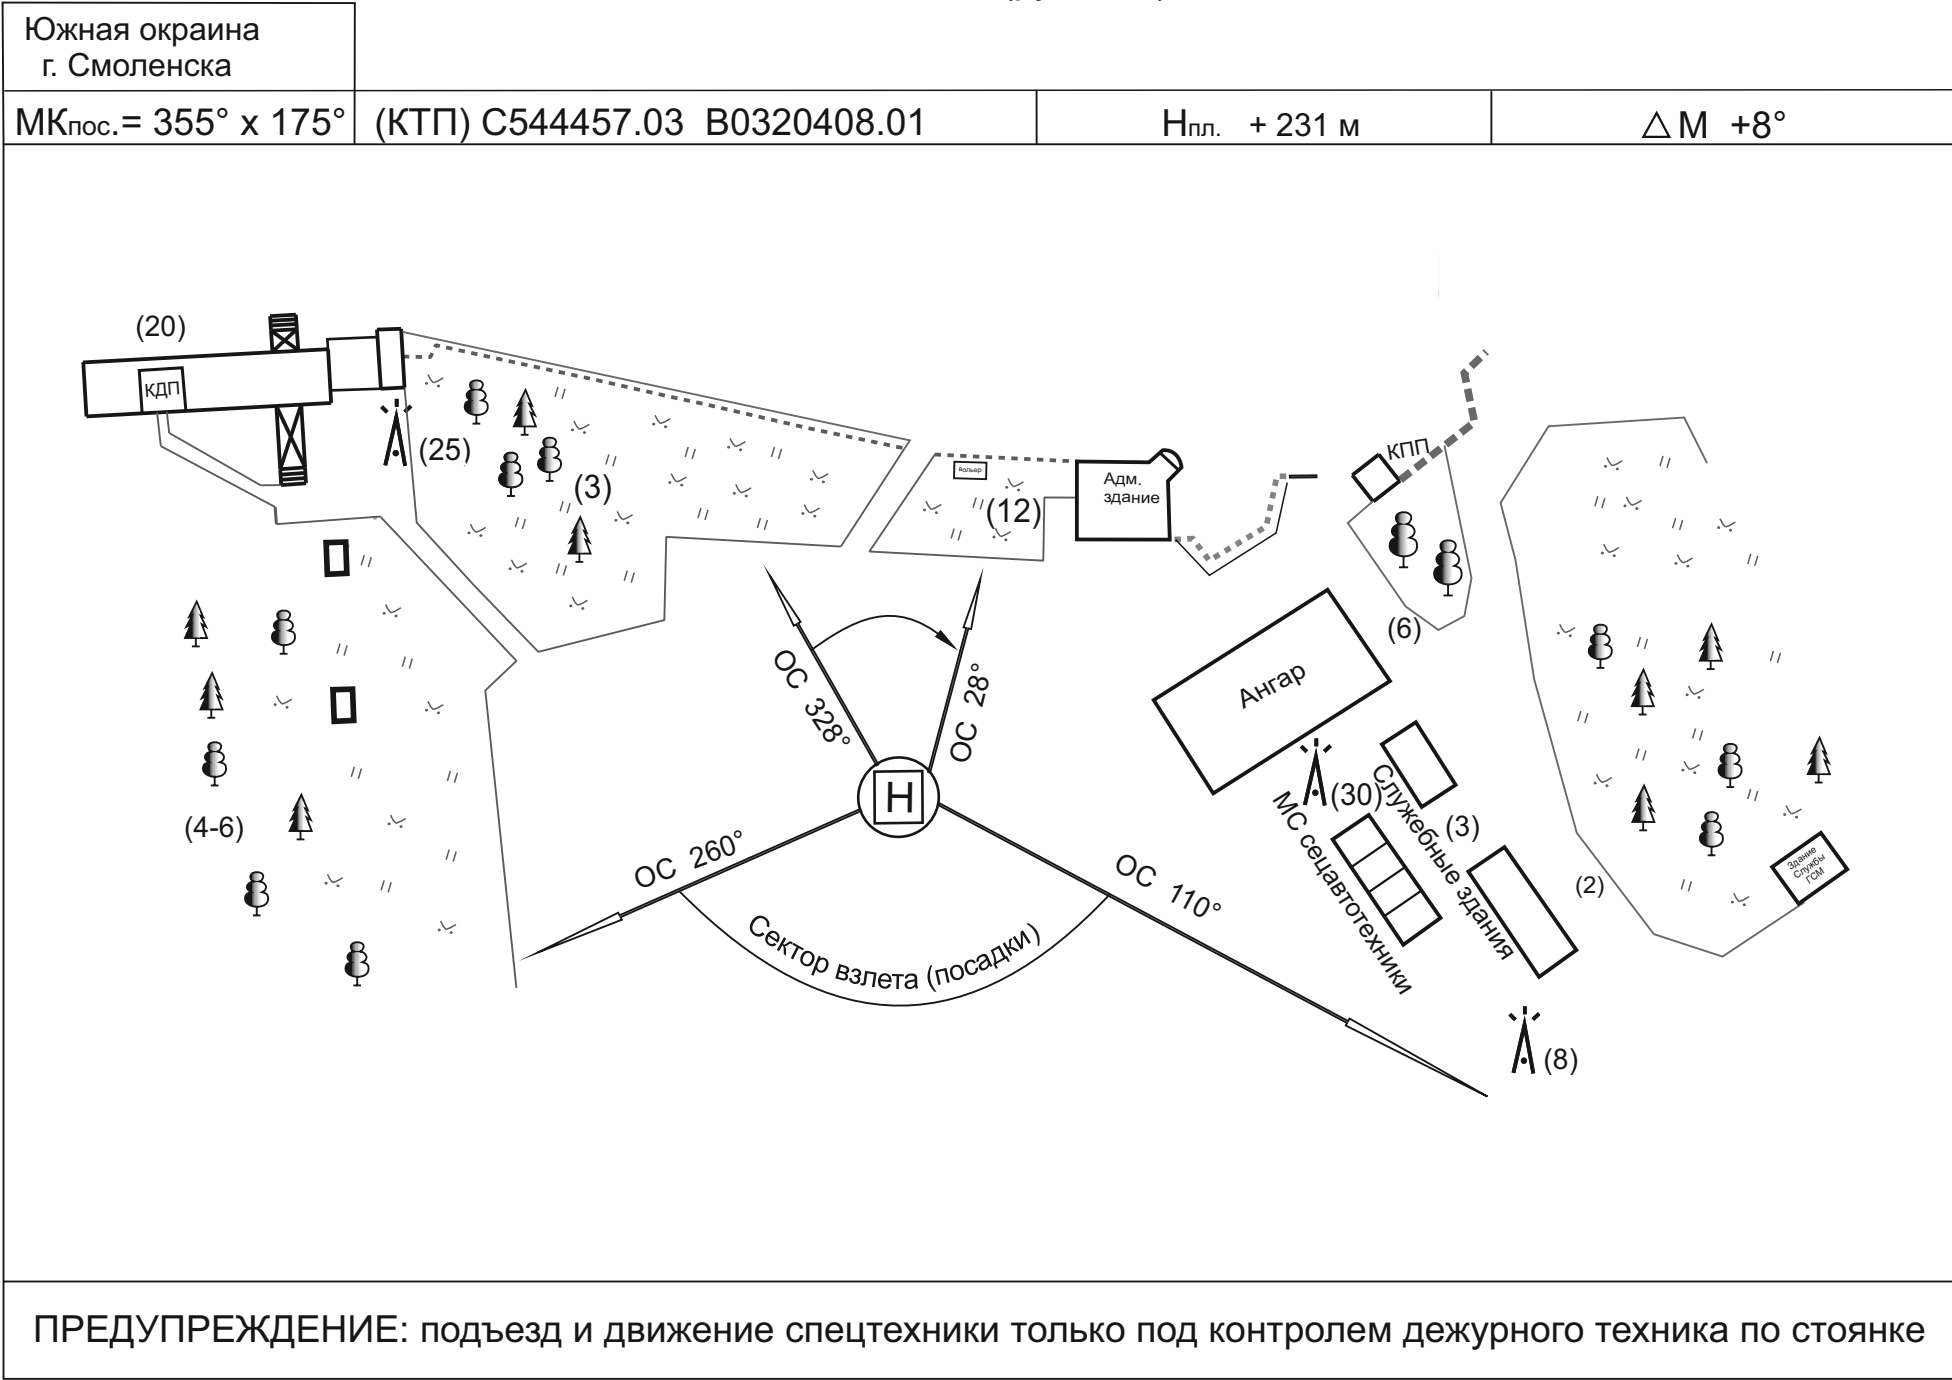 Южная окраина
г. Смоленска
МКпос.= 355° х 175°
(КТП) С544457.03 В0320408.01
Нпл. + 231 м
△ М +8°
(20)
КДП
(25)
(3)
вольер
(12)
Адм.
здание
КПП
(6)
Ангар
ОС 328°
ОС 28°
Н
(30)
Служебные здания
(3)
МС сецавтотехники
(4-6)
ОС 260°
ОС 110°
Сектор взлета (посадки)
(2)
Здание
Службы
ГСМ
(8)
ПРЕДУПРЕЖДЕНИЕ: подъезд и движение спецтехники только под контролем дежурного техника по стоянке